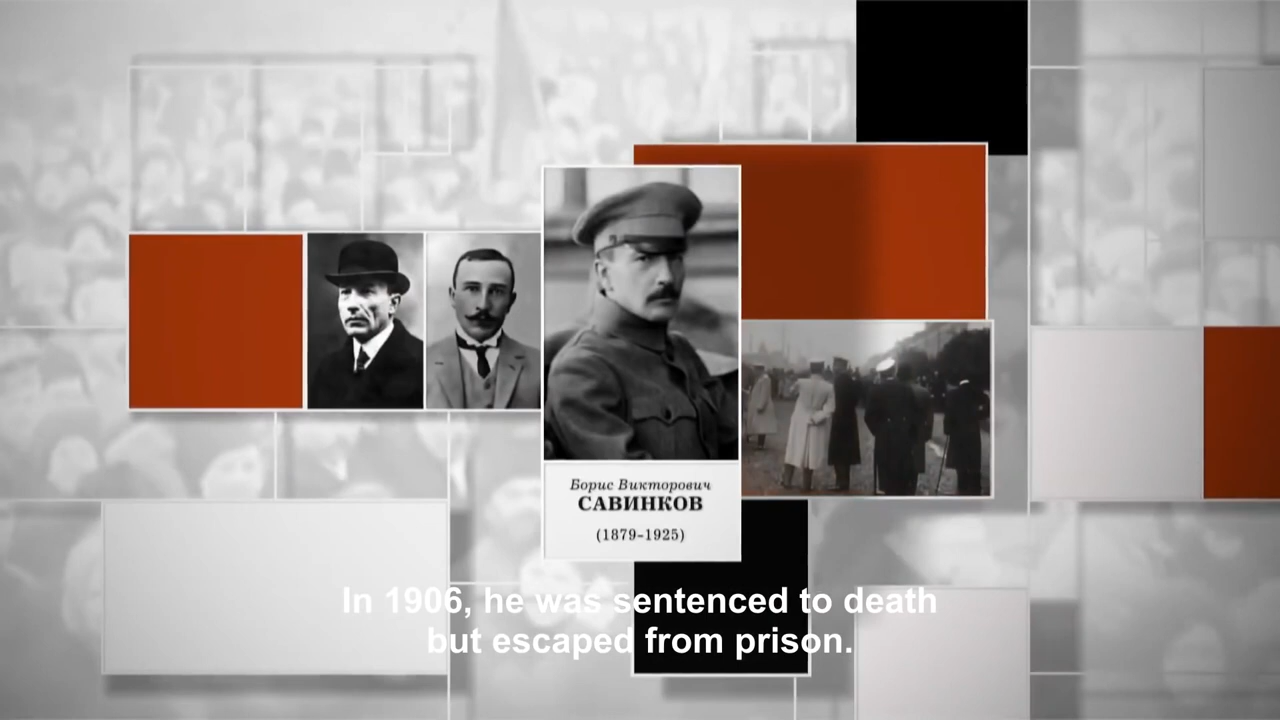 Борис Викторович
САВИНКОВ
(1879–1925)
In 1906, he was sentenced to death
but escaped from prison.